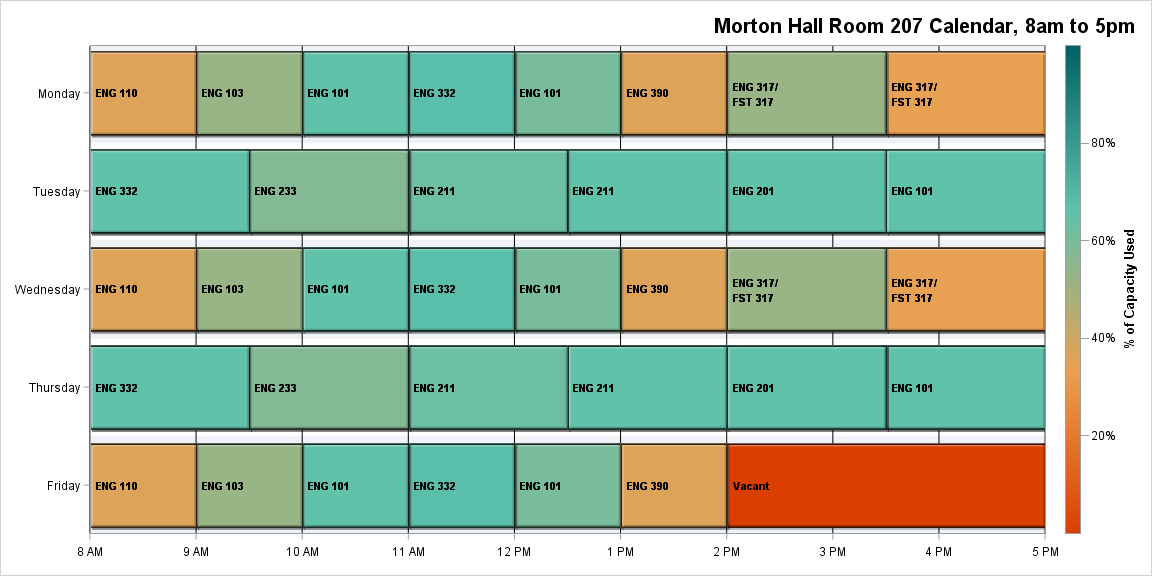 Morton Hall Room 207 Calendar, 8am to 5pm
Monday
ENG 110
ENG 103
ENG 101
ENG 332
ENG 101
ENG 390
ENG 317/
FST 317
ENG 317/
FST 317
Tuesday
ENG 332
ENG 233
ENG 211
ENG 211
ENG 201
ENG 101
Wednesday
ENG 110
ENG 103
ENG 101
ENG 332
ENG 101
ENG 390
ENG 317/
FST 317
ENG 317/
FST 317
Thursday
ENG 332
ENG 233
ENG 211
ENG 211
ENG 201
ENG 101
Friday
ENG 110
ENG 103
ENG 101
ENG 332
ENG 101
ENG 390
Vacant
8 AM
9 AM
10 AM
11 AM
12 PM
1 PM
2 PM
3 PM
4 PM
5 PM
80%
60%
40%
20%
% of Capacity Used